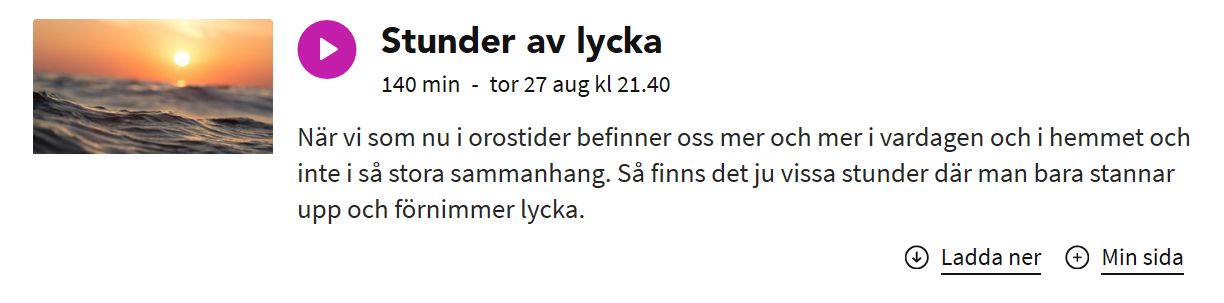 Stunder av lycka
140 min - tor 27 aug kl 21.40
När vi som nu i orostider befinner oss mer och mer i vardagen och i hemmet och
inte i så stora sammanhang. Så finns det ju vissa stunder där man bara stannar
upp och förnimmer lycka.
Ladda ner Min sida